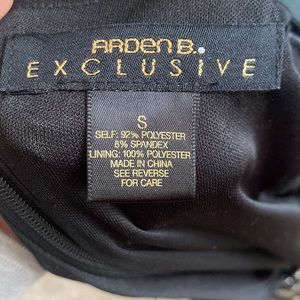 ARDEN B.
EXCLUSIVE
S
SELF: 92% POLYESTER
8% SPANDEX
LINING: 100% POLYESTER
MADE IN CHINA
SEE REVERSE
FOR CARE